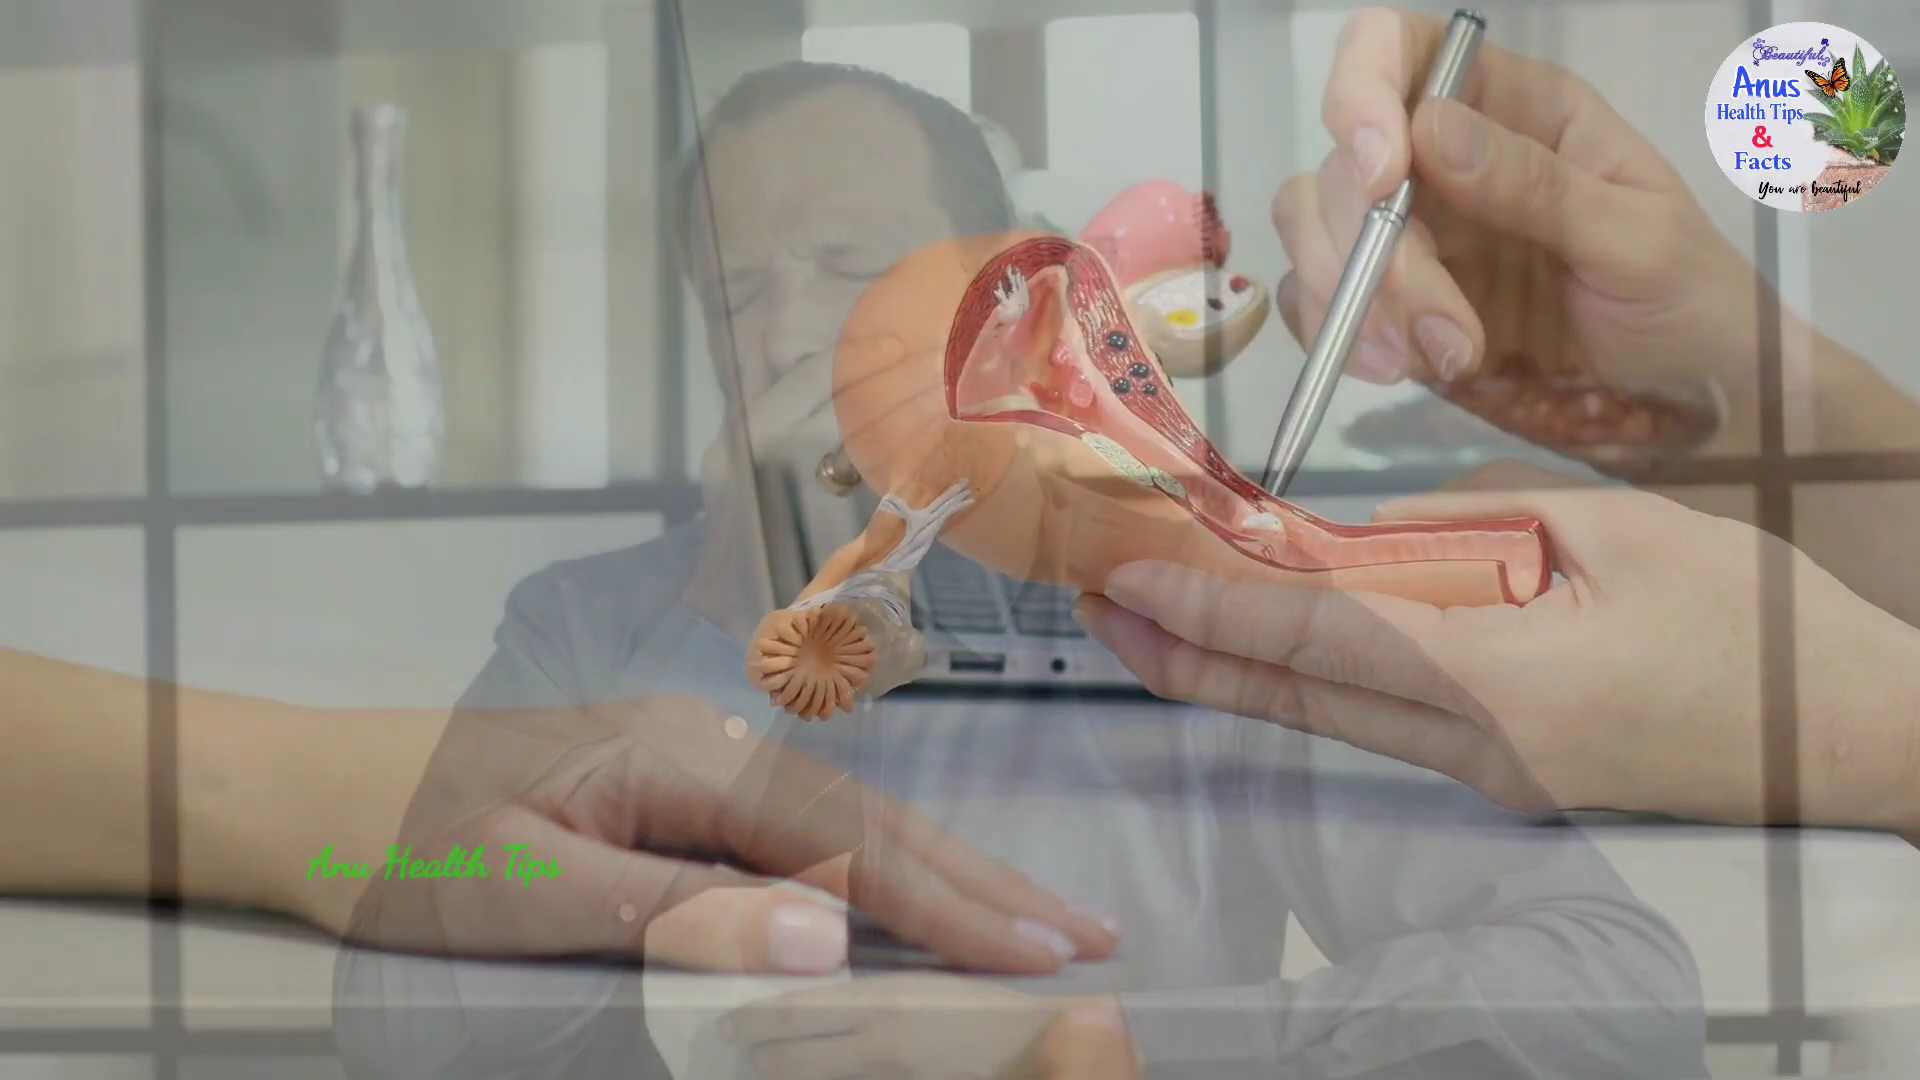 Beautiful
Anus
Health Tips
&
Facts
You are beautiful
Anu Health Tips